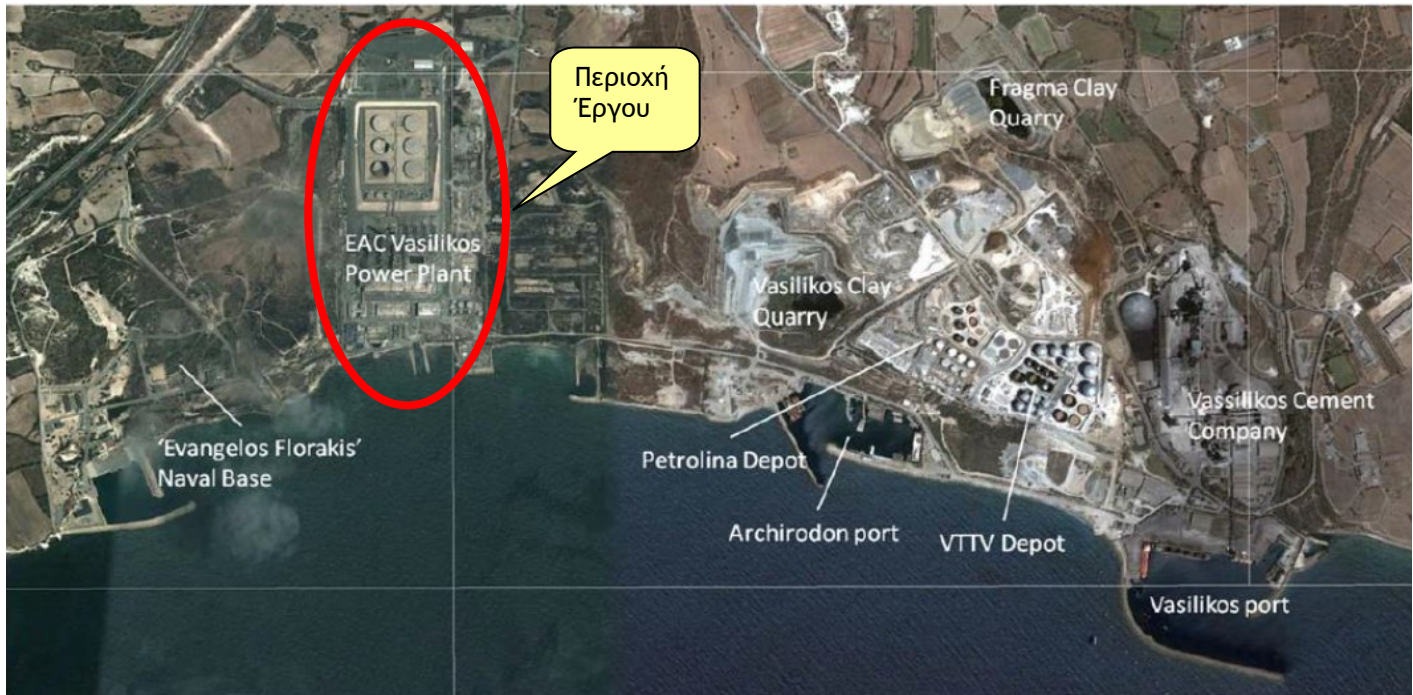 Περιοχή
Έργου
Fragma Clay
Quarry
EAC Vasilikos
Power Plant
Vasilikos Clay
Quarry
Vassilikos Cement
Company
'Evangelos Florakis'
Naval Base
Petrolina Depot
Archirodon port
VTTV Depot
Vasilikos port